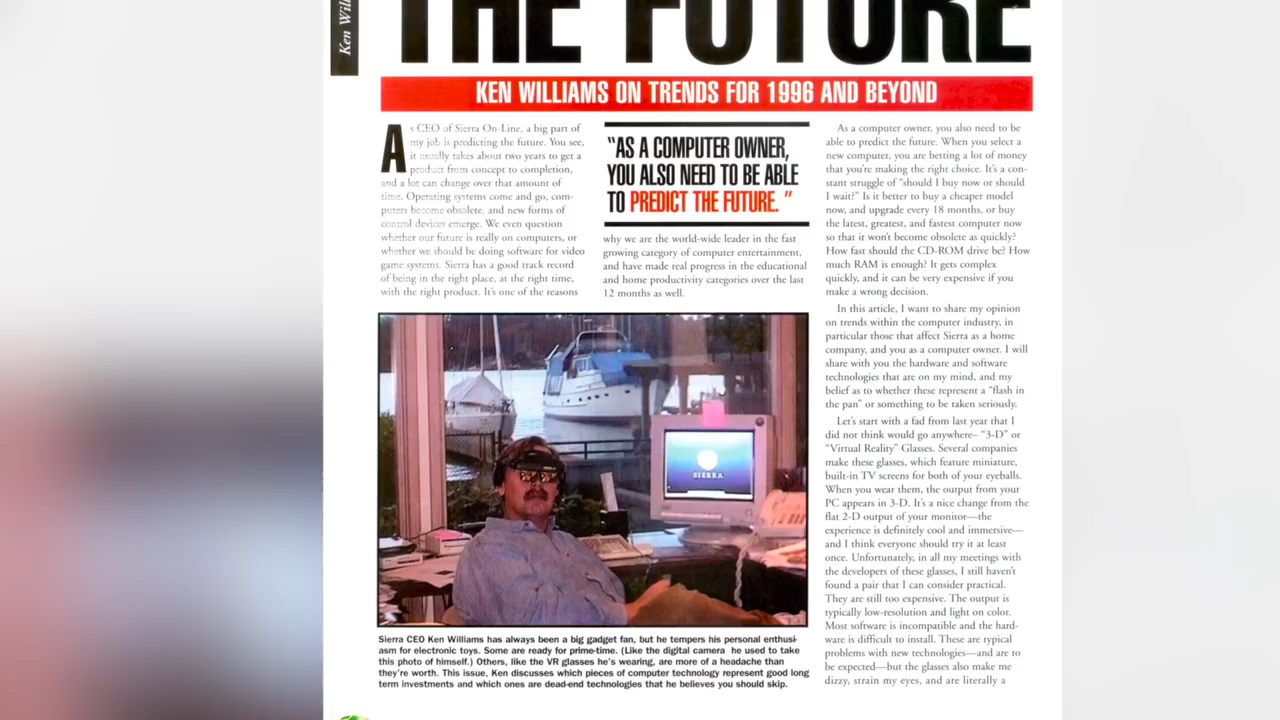 Ken Wil
THE FUTURE
KEN WILLIAMS ON TRENDS FOR 1996 AND BEYOND
As CEO of Sierra On-Line, a big part of
my job is predicting the future. You see,
it usually takes about two years to get a
product from concept to completion,
and a lot can change over that amount of
time. Operating systems come and go, com-
puters become obsolete, and new forms of
control devices emerge. We even question
whether our future is really on computers, or
whether we should be doing software for video
game systems. Sierra has a good track record
of being in the right place, at the right time,
with the right product. It's one of the reasons
"AS A COMPUTER OWNER,
YOU ALSO NEED TO BE ABLE
TO PREDICT THE FUTURE. "
why we are the world-wide leader in the fast
growing category of computer entertainment,
and have made real progress in the educational
and home productivity categories over the last
12 months as well.
SIERRA
Sierra CEO Ken Williams has always been a big gadget fan, but he tempers his personal enthusi-
asm for electronic toys. Some are ready for prime-time. (Like the digital camera he used to take
this photo of himself.) Others, like the VR glasses he's wearing, are more of a headache than
they're worth. This issue, Ken discusses which pieces of computer technology represent good long
term investments and which ones are dead-end technologies that he believes you should skip.
As a computer owner, you also need to be
able to predict the future. When you select a
new computer, you are betting a lot of money
that you're making the right choice. It's a con-
stant struggle of "should I buy now or should
I wait?" Is it better to buy a cheaper model
now, and upgrade every 18 months, or buy
the latest, greatest, and fastest computer now
so that it won't become obsolete as quickly?
How fast should the CD-ROM drive be? How
much RAM is enough? It gets complex
quickly, and it can be very expensive if you
make a wrong decision.
In this article, I want to share my opinion
on trends within the computer industry, in
particular those that affect Sierra as a home
company, and you as a computer owner. I will
share with you the hardware and software
technologies that are on my mind, and my
belief as to whether these represent a "flash in
the pan" or something to be taken seriously.
Let's start with a fad from last year that I
did not think would go anywhere– "3-D" or
"Virtual Reality" Glasses. Several companies
make these glasses, which feature miniature,
built-in TV screens for both of your eyeballs.
When you wear them, the output from your
PC appears in 3-D. It's a nice change from the
flat 2-D output of your monitor—the
experience is definitely cool and immersive—
and I think everyone should try it at least
once. Unfortunately, in all my meetings with
the developers of these glasses, I still haven't
found a pair that I can consider practical.
They are still too expensive. The output is
typically low-resolution and light on color.
Most software is incompatible and the hard-
ware is difficult to install. These are typical
problems with new technologies—and are to
be expected—but the glasses also make me
dizzy, strain my eyes, and are literally a